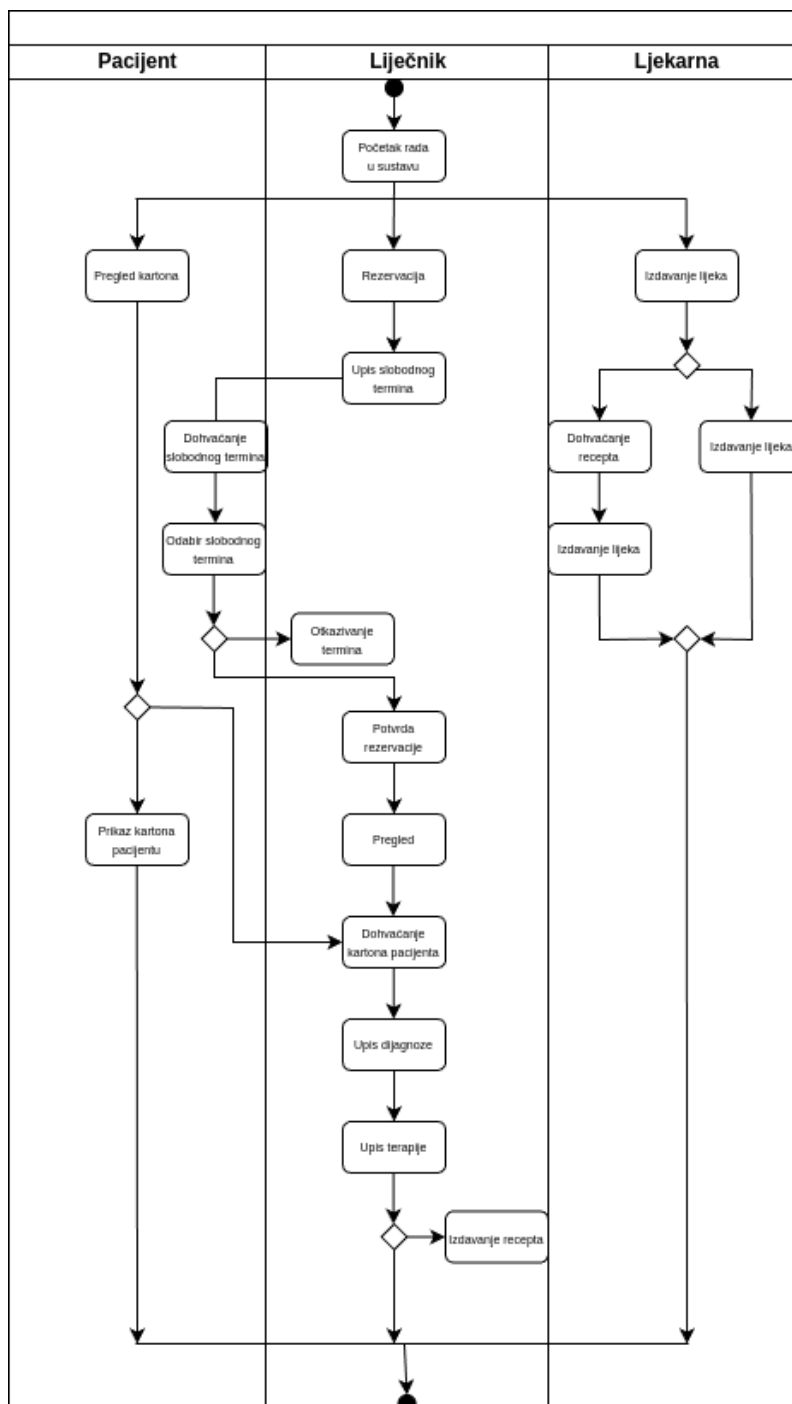 Pacijent
Liječnik
Ljekarna
Početak rada
u sustavu
Pregled kartona
Rezervacija
Izdavanje lijeka
Upis slobodnog
termina
Dohvaćanje
slobodnog termina
Dohvaćanje
recepta
Izdavanje lijeka
Odabir slobodnog
termina
Izdavanje lijeka
Otkazivanje
termina
Potvrda
rezervacije
Prikaz kartona
pacijentu
Pregled
Dohvaćanje
kartona pacijenta
Upis dijagnoze
Upis terapije
Izdavanje recepta